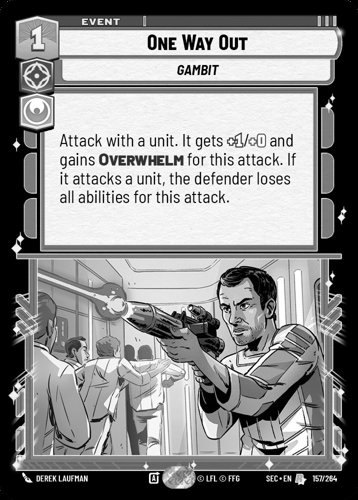 EVENT
1
ONE WAY OUT
GAMBIT
Attack with a unit. It gets +1/+0 and
gains OVERWHELM for this attack. If
it attacks a unit, the defender loses
all abilities for this attack.
DEREK LAUFMAN
A
© LFL © FFG
SEC • EN
157/264